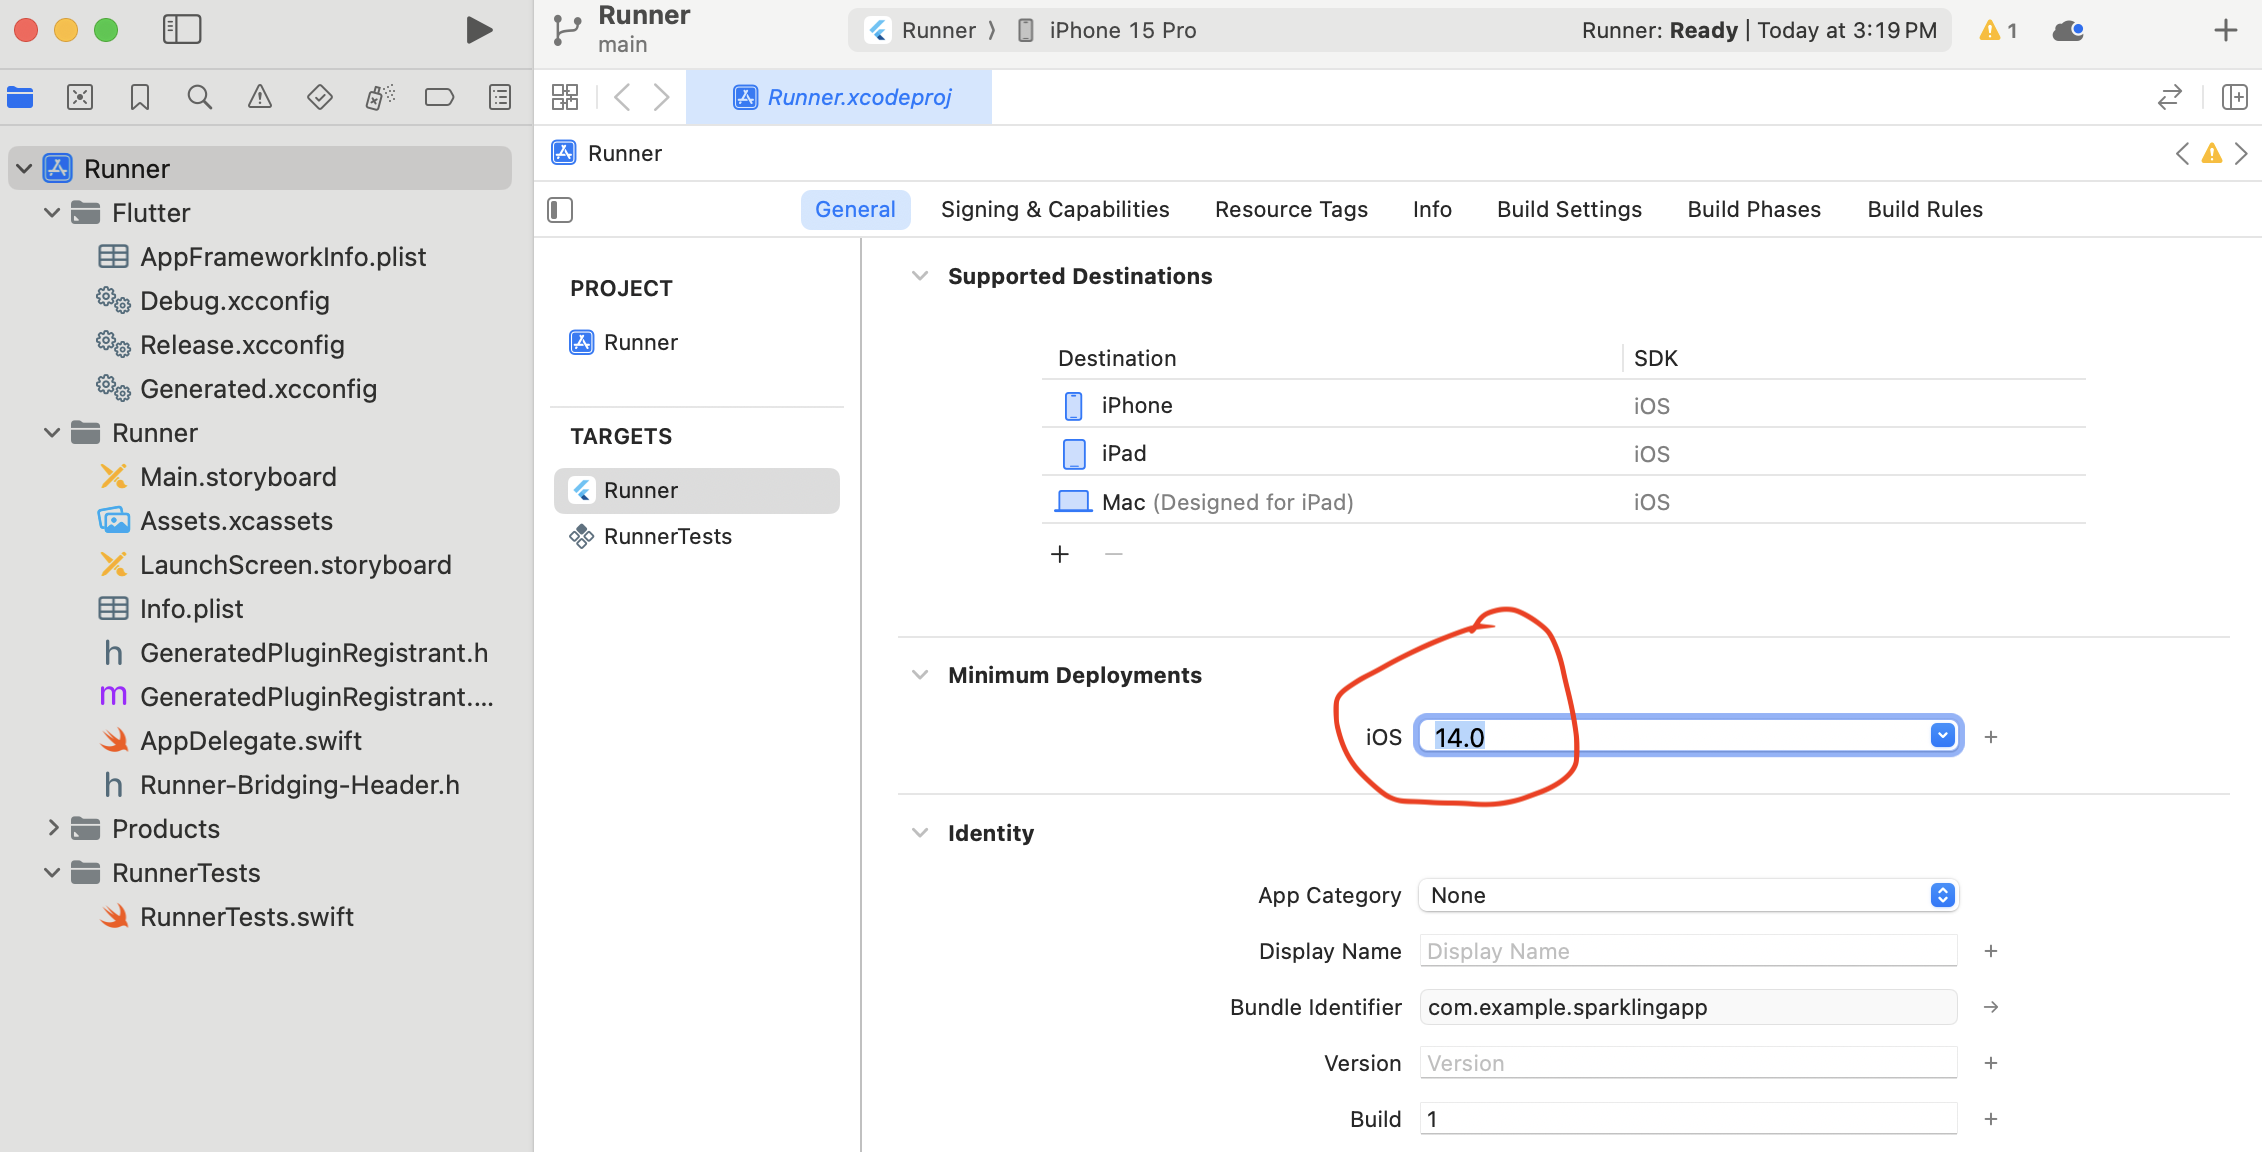 Runner
main
Runner
iPhone 15 Pro
Runner: Ready | Today at 3:19 PM
1
Runner.xcodeproj
Runner
Flutter
AppFrameworkInfo.plist
Debug.xcconfig
Release.xcconfig
Generated.xcconfig
Runner
Main.storyboard
Assets.xcassets
LaunchScreen.storyboard
Info.plist
GeneratedPluginRegistrant.h
GeneratedPluginRegistrant....
AppDelegate.swift
Runner-Bridging-Header.h
Products
RunnerTests
RunnerTests.swift
Runner
General Signing & Capabilities Resource Tags Info Build Settings Build Phases Build Rules
PROJECT
Runner
TARGETS
Runner
RunnerTests
Supported Destinations
Destination SDK
iPhone iOS
iPad iOS
Mac (Designed for iPad) iOS
Minimum Deployments
iOS 14.0
Identity
App Category None
Display Name Display Name
Bundle Identifier com.example.sparklingapp
Version Version
Build 1